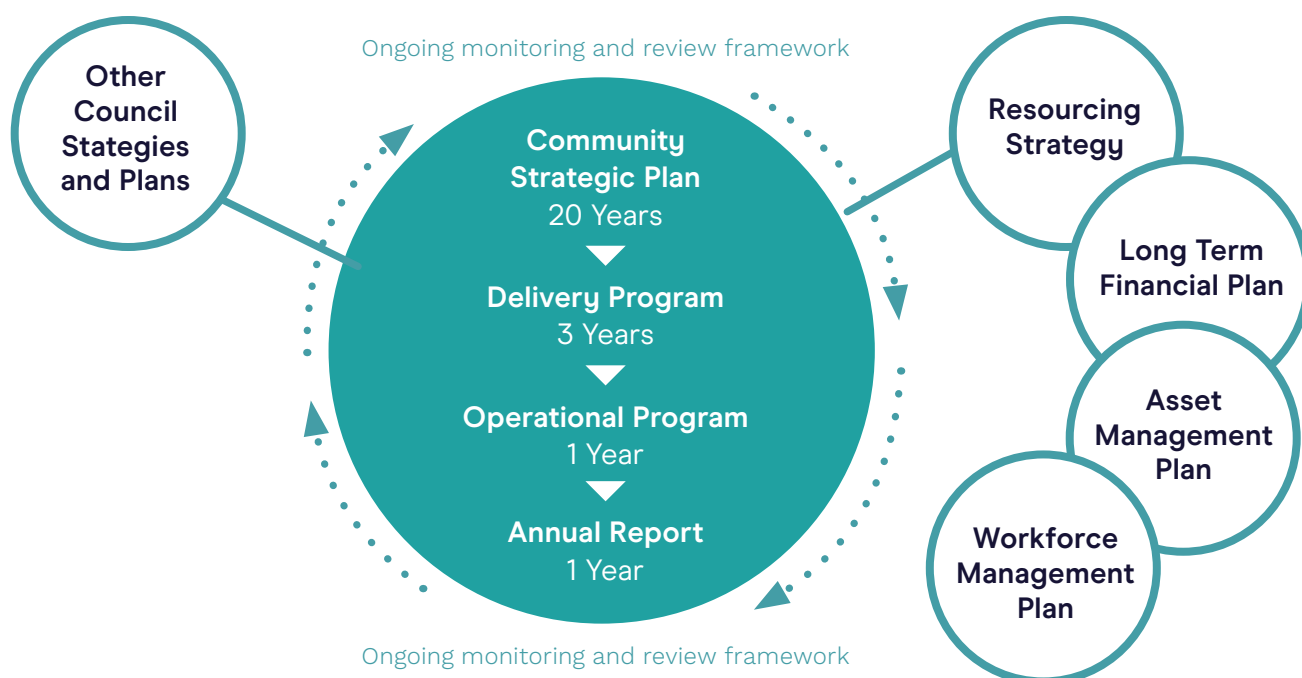 Ongoing monitoring and review framework
Other
Council
Stategies
and Plans
Community
Strategic Plan
20 Years
Delivery Program
3 Years
Operational Program
1 Year
Annual Report
1 Year
Resourcing
Strategy
Long Term
Financial Plan
Asset
Management
Plan
Workforce
Management
Plan
Ongoing monitoring and review framework